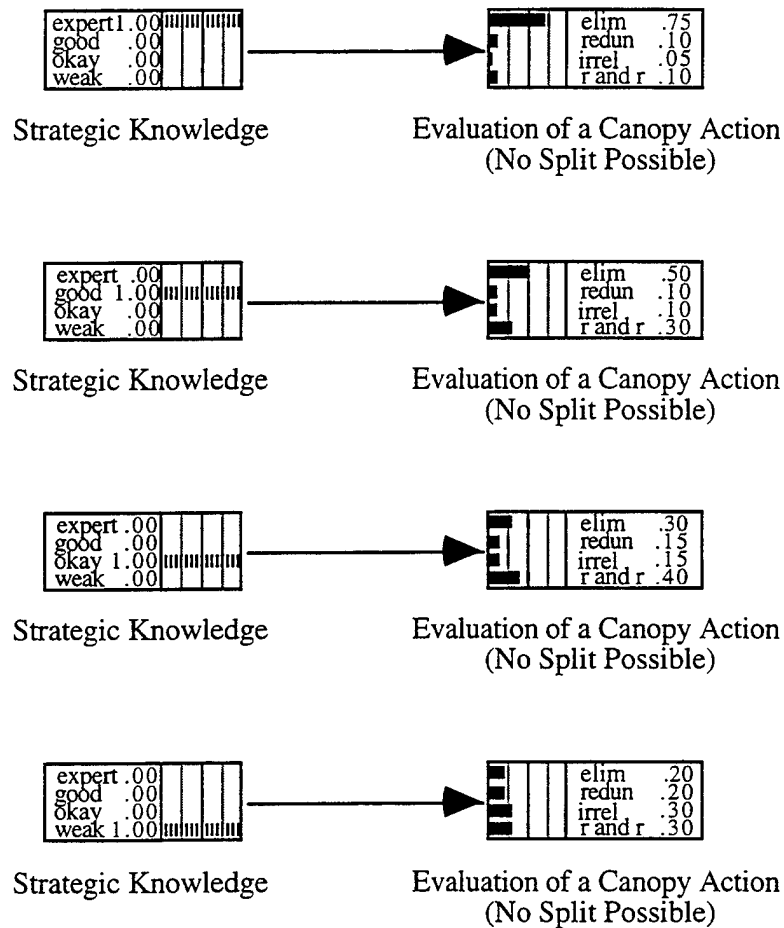 expert 1.00
good .00
okay .00
weak .00
elim .75
redun .10
irrel .05
r and r .10
Strategic Knowledge
Evaluation of a Canopy Action
(No Split Possible)
expert .00
good 1.00
okay .00
weak .00
elim .50
redun .10
irrel .10
r and r .30
Strategic Knowledge
Evaluation of a Canopy Action
(No Split Possible)
expert .00
good .00
okay 1.00
weak .00
elim .30
redun .15
irrel .15
r and r .40
Strategic Knowledge
Evaluation of a Canopy Action
(No Split Possible)
expert .00
good .00
okay .00
weak 1.00
elim .20
redun .20
irrel .30
r and r .30
Strategic Knowledge
Evaluation of a Canopy Action
(No Split Possible)